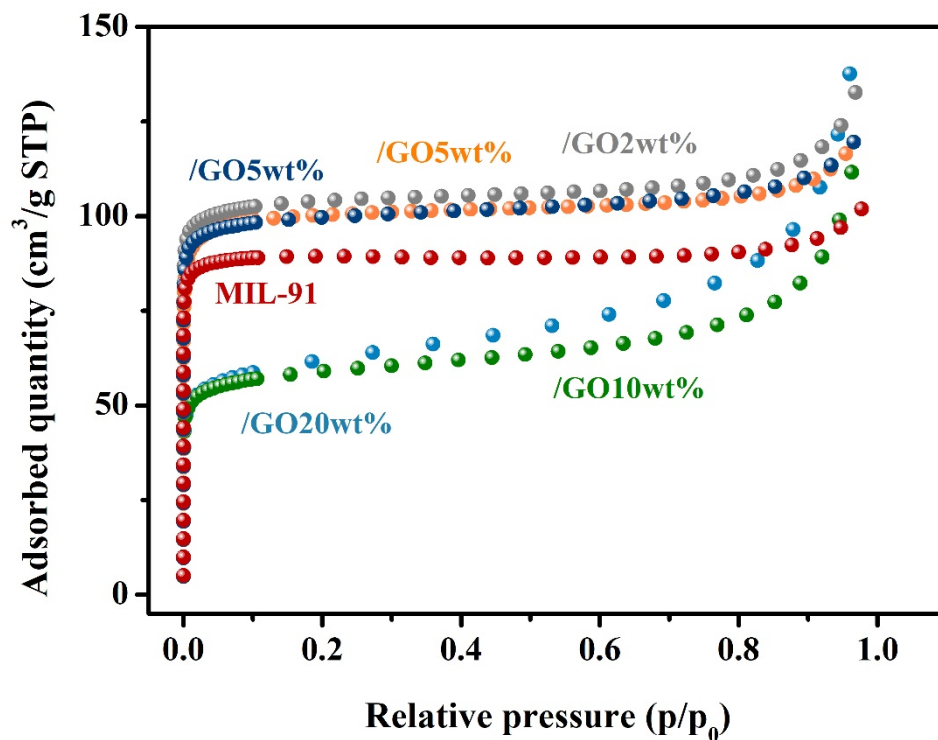 150
100
50
0
Adsorbed quantity (cm³/g STP)
/GO5wt%
/GO5wt%
/GO2wt%
MIL-91
/GO20wt%
/GO10wt%
0.0 0.2 0.4 0.6 0.8 1.0
Relative pressure (p/p₀)